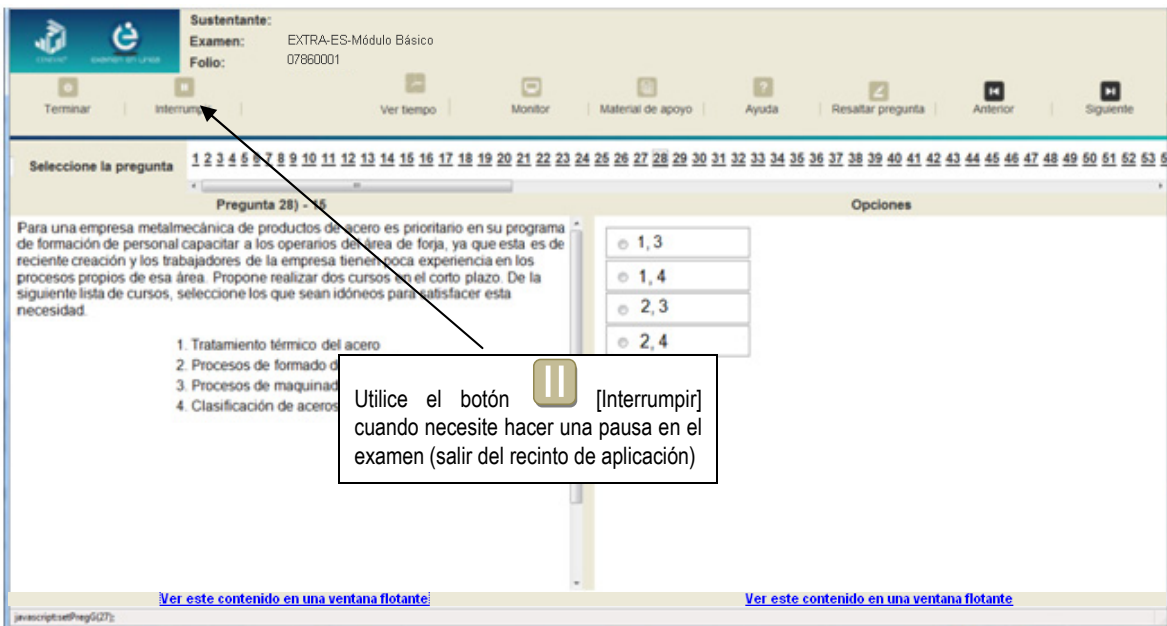 Sustentante:
Examen: EXTRA-ES-Módulo Básico
Folio: 07860001
examen en línea
Terminar Interrumpir Ver tiempo Monitor Material de apoyo Ayuda Resaltar pregunta Anterior Siguiente
Seleccione la pregunta 1 2 3 4 5 6 7 8 9 10 11 12 13 14 15 16 17 18 19 20 21 22 23 24 25 26 27 28 29 30 31 32 33 34 35 36 37 38 39 40 41 42 43 44 45 46 47 48 49 50 51 52 53 5
Pregunta 28) - 15 Opciones
Para una empresa metalmecánica de productos de acero es prioritario en su programa
de formación de personal capacitar a los operarios del área de forja, ya que esta es de
reciente creación y los trabajadores de la empresa tienen poca experiencia en los
procesos propios de esa área. Propone realizar dos cursos en el corto plazo. De la
siguiente lista de cursos, seleccione los que sean idóneos para satisfacer esta
necesidad.
1. Tratamiento térmico del acero
2. Procesos de formado d
3. Procesos de maquinad
4. Clasificación de aceros
1, 3
1, 4
2, 3
2, 4
Utilice el botón [Interrumpir]
cuando necesite hacer una pausa en el
examen (salir del recinto de aplicación)
Ver este contenido en una ventana flotante Ver este contenido en una ventana flotante
javascript:setPregG(27);